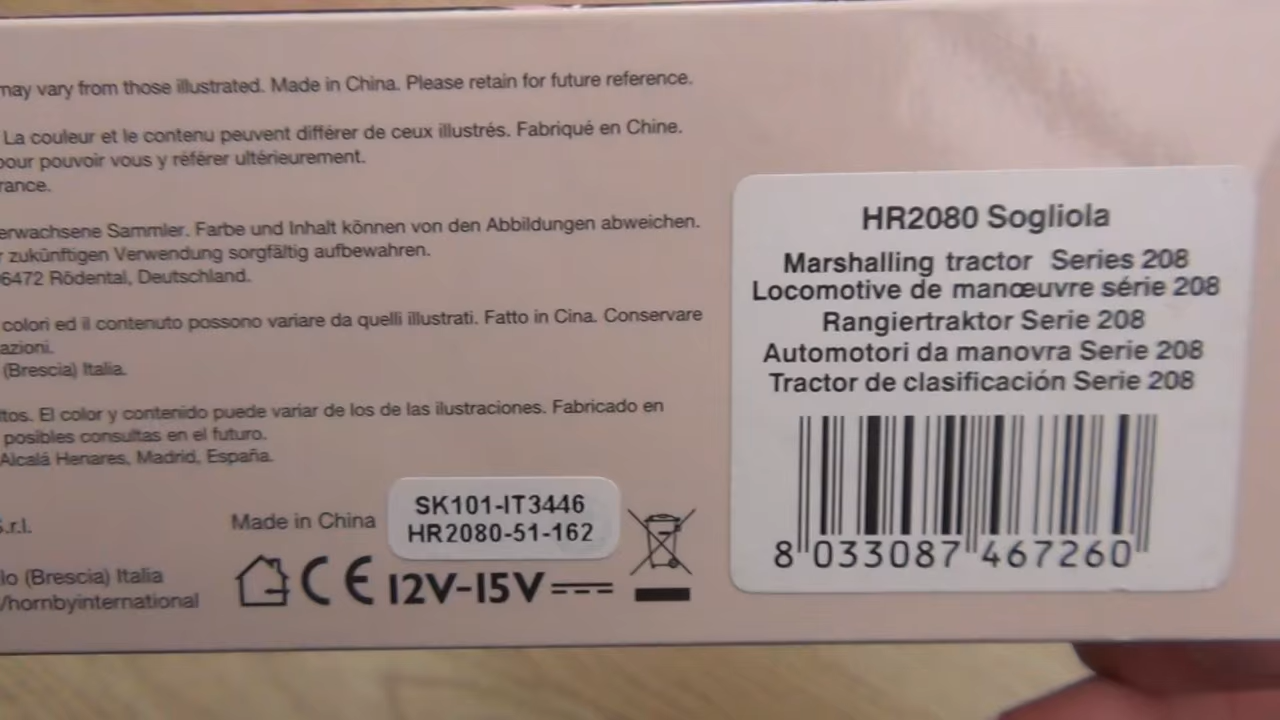 may vary from those illustrated. Made in China. Please retain for future reference.
La couleur et le contenu peuvent différer de ceux illustrés. Fabriqué en Chine.
pour pouvoir vous y référer ultérieurement.
rance.
erwachsene Sammler. Farbe und Inhalt können von den Abbildungen abweichen.
r zukünftigen Verwendung sorgfältig aufbewahren.
6472 Rödental, Deutschland.
colori ed il contenuto possono variare da quelli illustrati. Fatto in Cina. Conservare
azioni.
(Brescia) Italia.
ltos. El color y contenido puede variar de los de las ilustraciones. Fabricado en
posibles consultas en el futuro.
Alcalá Henares, Madrid, España.
S.r.l.
lo (Brescia) Italia
/hornbyinternational
Made in China
SK101-IT3446
HR2080-51-162
CE 12V-15V
HR2080 Sogliola
Marshalling tractor Series 208
Locomotive de manœuvre série 208
Rangiertraktor Serie 208
Automotori da manovra Serie 208
Tractor de clasificación Serie 208
8 033087 467260